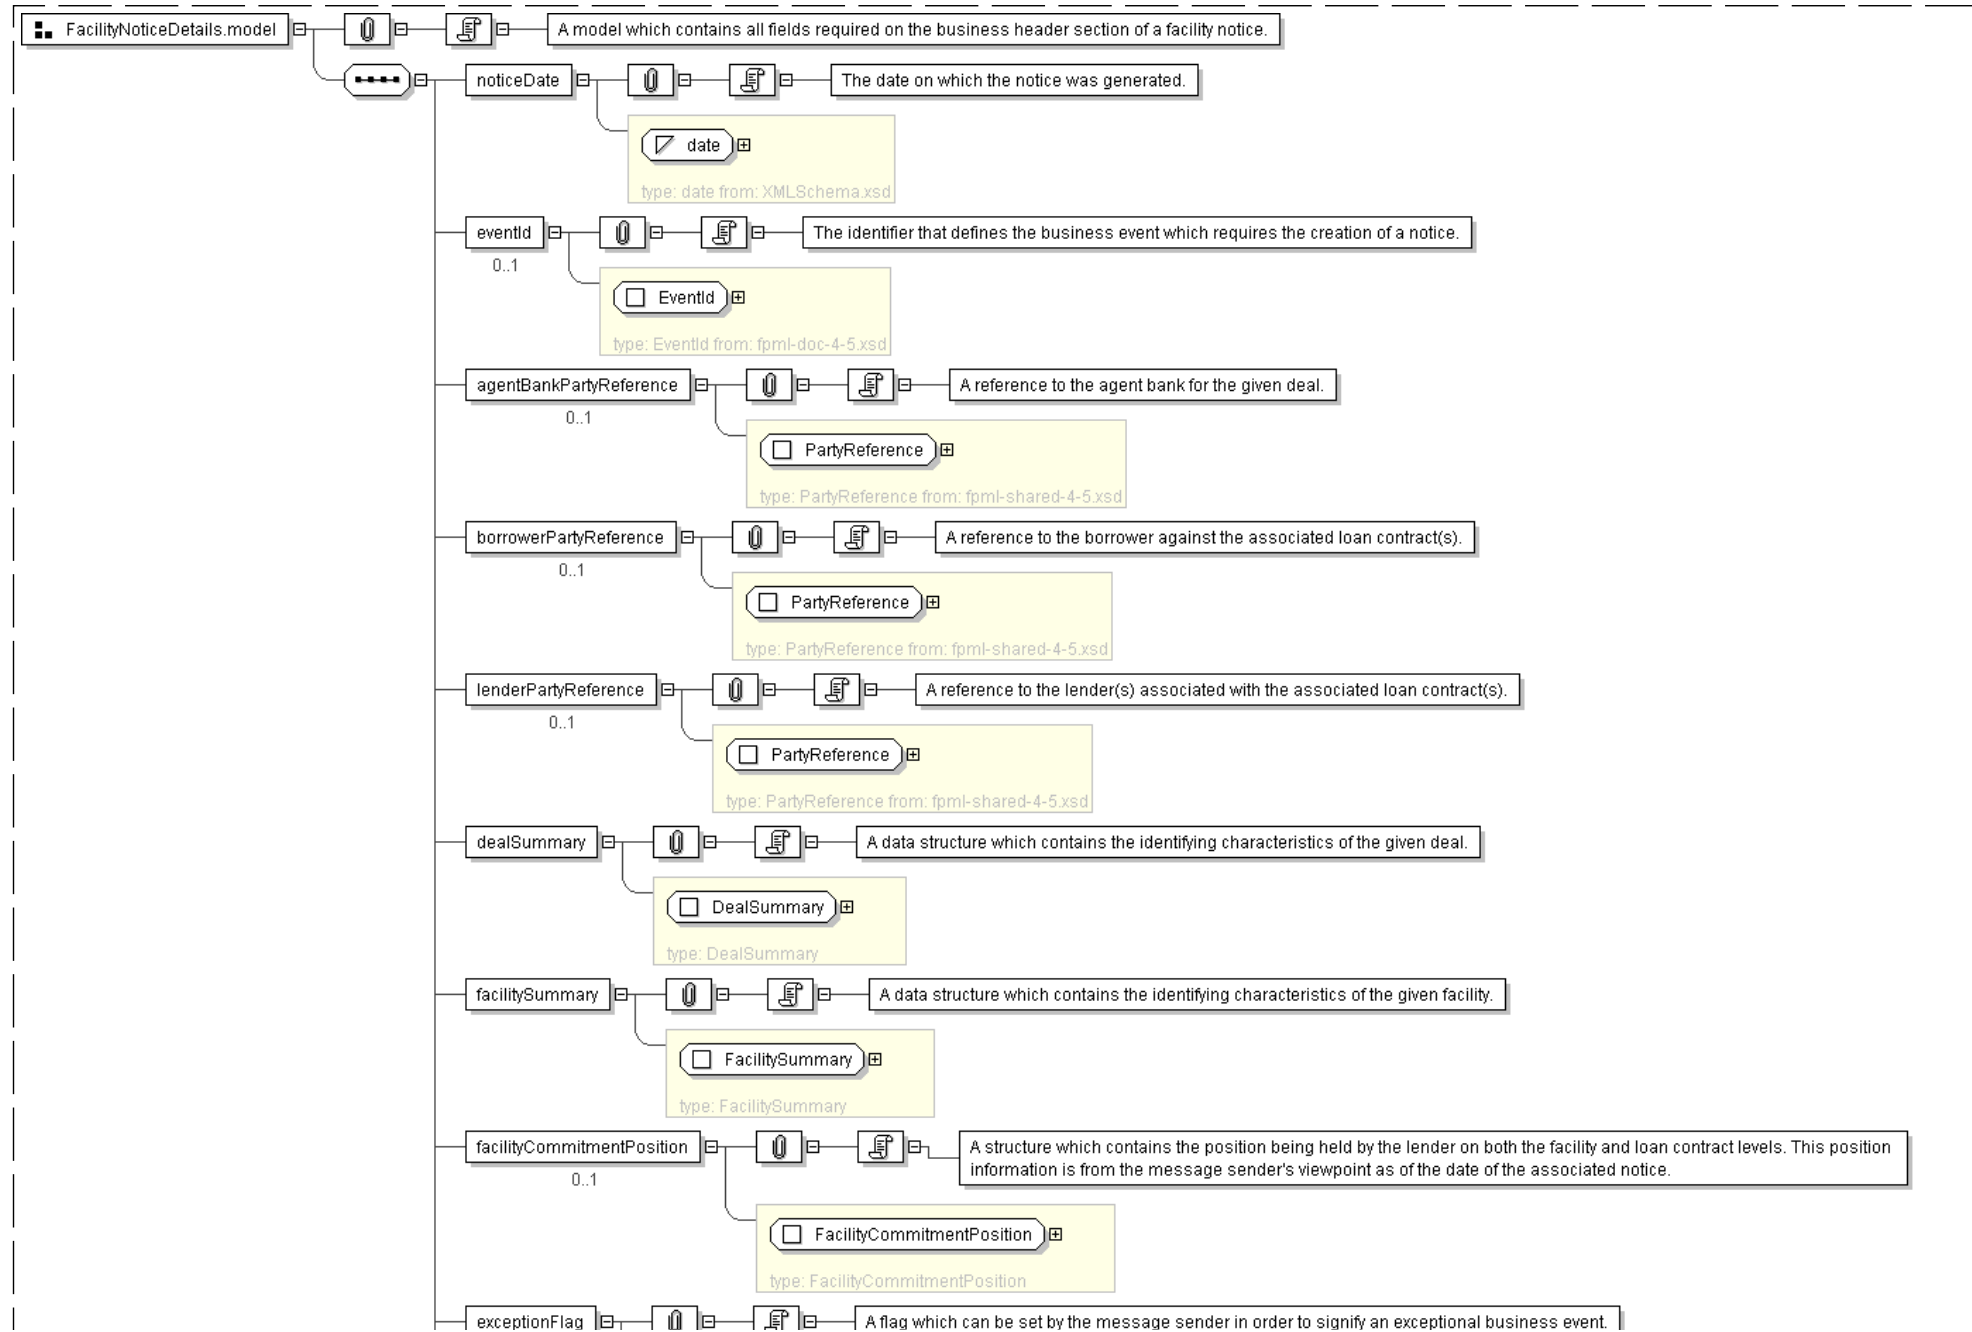 FacilityNoticeDetails.model
A model which contains all fields required on the business header section of a facility notice.
noticeDate
The date on which the notice was generated.
date
type: date from: XMLSchema.xsd
eventId
The identifier that defines the business event which requires the creation of a notice.
0..1
EventId
type: EventId from: fpml-doc-4-5.xsd
agentBankPartyReference
A reference to the agent bank for the given deal.
0..1
PartyReference
type: PartyReference from: fpml-shared-4-5.xsd
borrowerPartyReference
A reference to the borrower against the associated loan contract(s).
0..1
PartyReference
type: PartyReference from: fpml-shared-4-5.xsd
lenderPartyReference
A reference to the lender(s) associated with the associated loan contract(s).
0..1
PartyReference
type: PartyReference from: fpml-shared-4-5.xsd
dealSummary
A data structure which contains the identifying characteristics of the given deal.
DealSummary
type: DealSummary
facilitySummary
A data structure which contains the identifying characteristics of the given facility.
FacilitySummary
type: FacilitySummary
facilityCommitmentPosition
A structure which contains the position being held by the lender on both the facility and loan contract levels. This position
information is from the message sender's viewpoint as of the date of the associated notice.
0..1
FacilityCommitmentPosition
type: FacilityCommitmentPosition
exceptionFlag
A flag which can be set by the message sender in order to signify an exceptional business event.